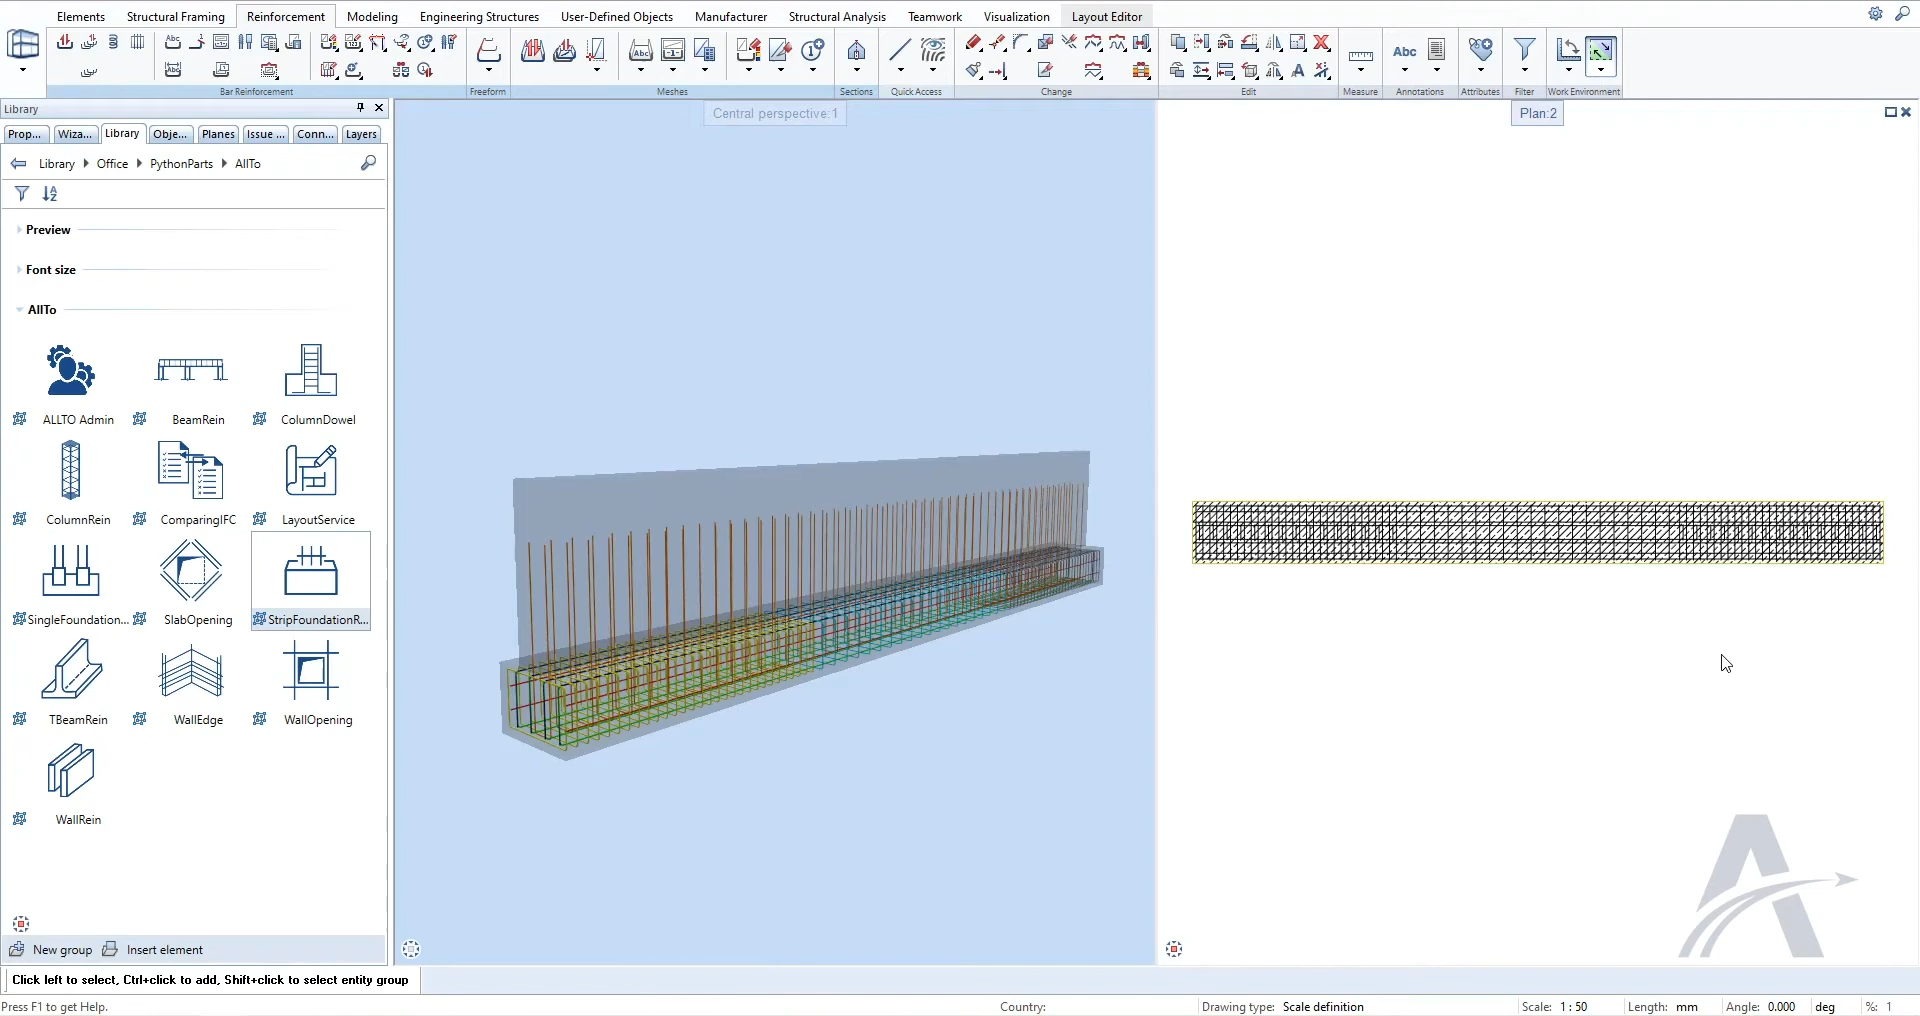 Elements Structural Framing Reinforcement Modeling Engineering Structures User-Defined Objects Manufacturer Structural Analysis Teamwork Visualization Layout Editor
Abc Abc Abc Abc
Abc
Bar Reinforcement Freeform Meshes Sections Quick Access Change Edit Measure Annotations Attributes Filter Work Environment
Library
Prop... Wiza... Library Obje... Planes Issue ... Conn... Layers
Library Office PythonParts AllTo
Preview
Font size
AllTo
ALLTO Admin BeamRein ColumnDowel
ColumnRein ComparingIFC LayoutService
SingleFoundation... SlabOpening StripFoundationR...
TBeamRein WallEdge WallOpening
WallRein
New group Insert element
Central perspective:1
Plan:2
Click left to select, Ctrl+click to add, Shift+click to select entity group
Press F1 to get Help. Country: Drawing type: Scale definition Scale: 1 : 50 Length: mm Angle: 0.000 deg %: 1